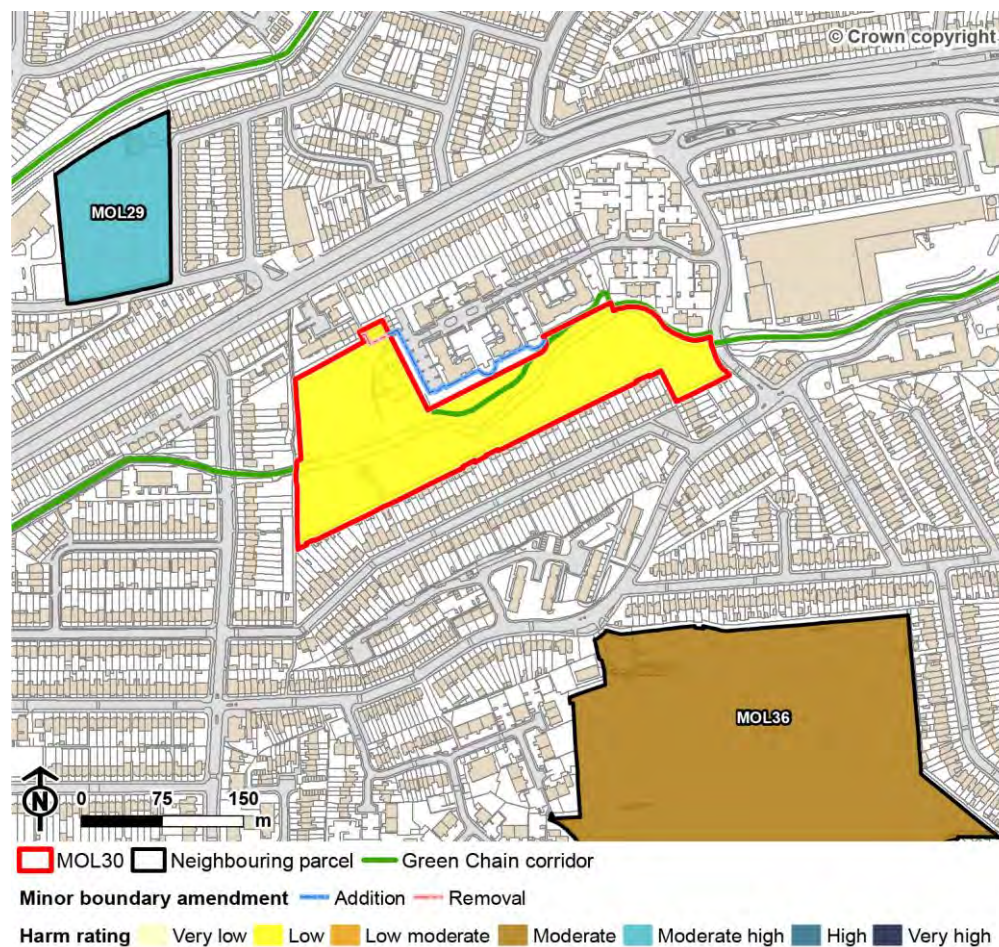 © Crown copyright
MOL29
MOL36
N
0 75 150
m
MOL30 Neighbouring parcel Green Chain corridor
Minor boundary amendment Addition Removal
Harm rating Very low Low Low moderate Moderate Moderate high High Very high